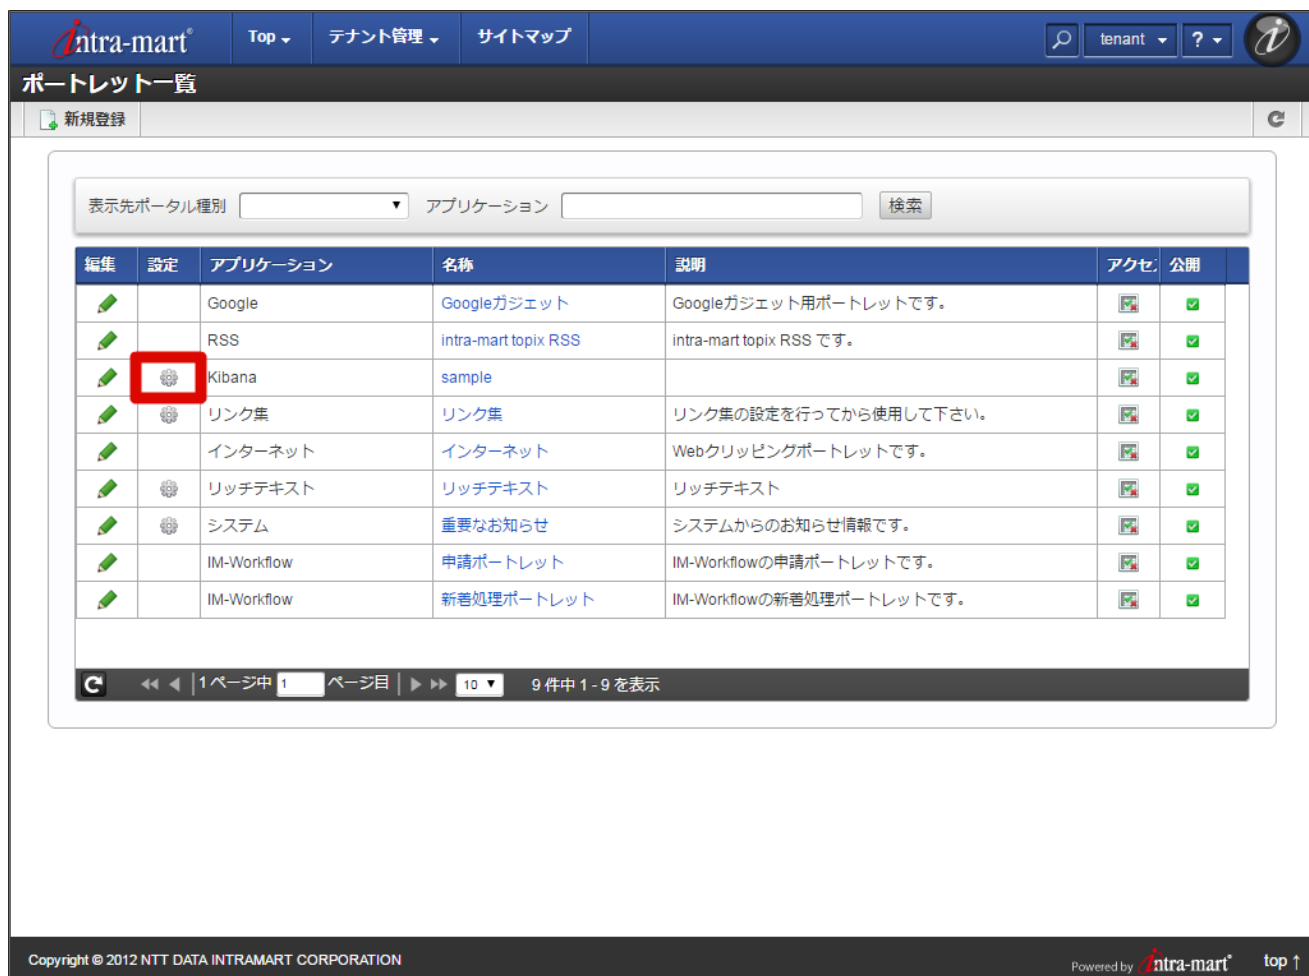 intra-mart® Top テナント管理 サイトマップ tenant ?
ポートレット一覧
新規登録
表示先ポータル種別 アプリケーション 検索
編集 設定 アプリケーション 名称 説明 アクセ 公開
Google Googleガジェット Googleガジェット用ポートレットです。
RSS intra-mart topix RSS intra-mart topix RSS です。
Kibana sample
リンク集 リンク集 リンク集の設定を行ってから使用して下さい。
インターネット インターネット Webクリッピングポートレットです。
リッチテキスト リッチテキスト リッチテキスト
システム 重要なお知らせ システムからのお知らせ情報です。
IM-Workflow 申請ポートレット IM-Workflowの申請ポートレットです。
IM-Workflow 新着処理ポートレット IM-Workflowの新着処理ポートレットです。
1 ページ中 1 ページ目 10 9 件中 1 - 9 を表示
Copyright © 2012 NTT DATA INTRAMART CORPORATION Powered by intra-mart® top ↑